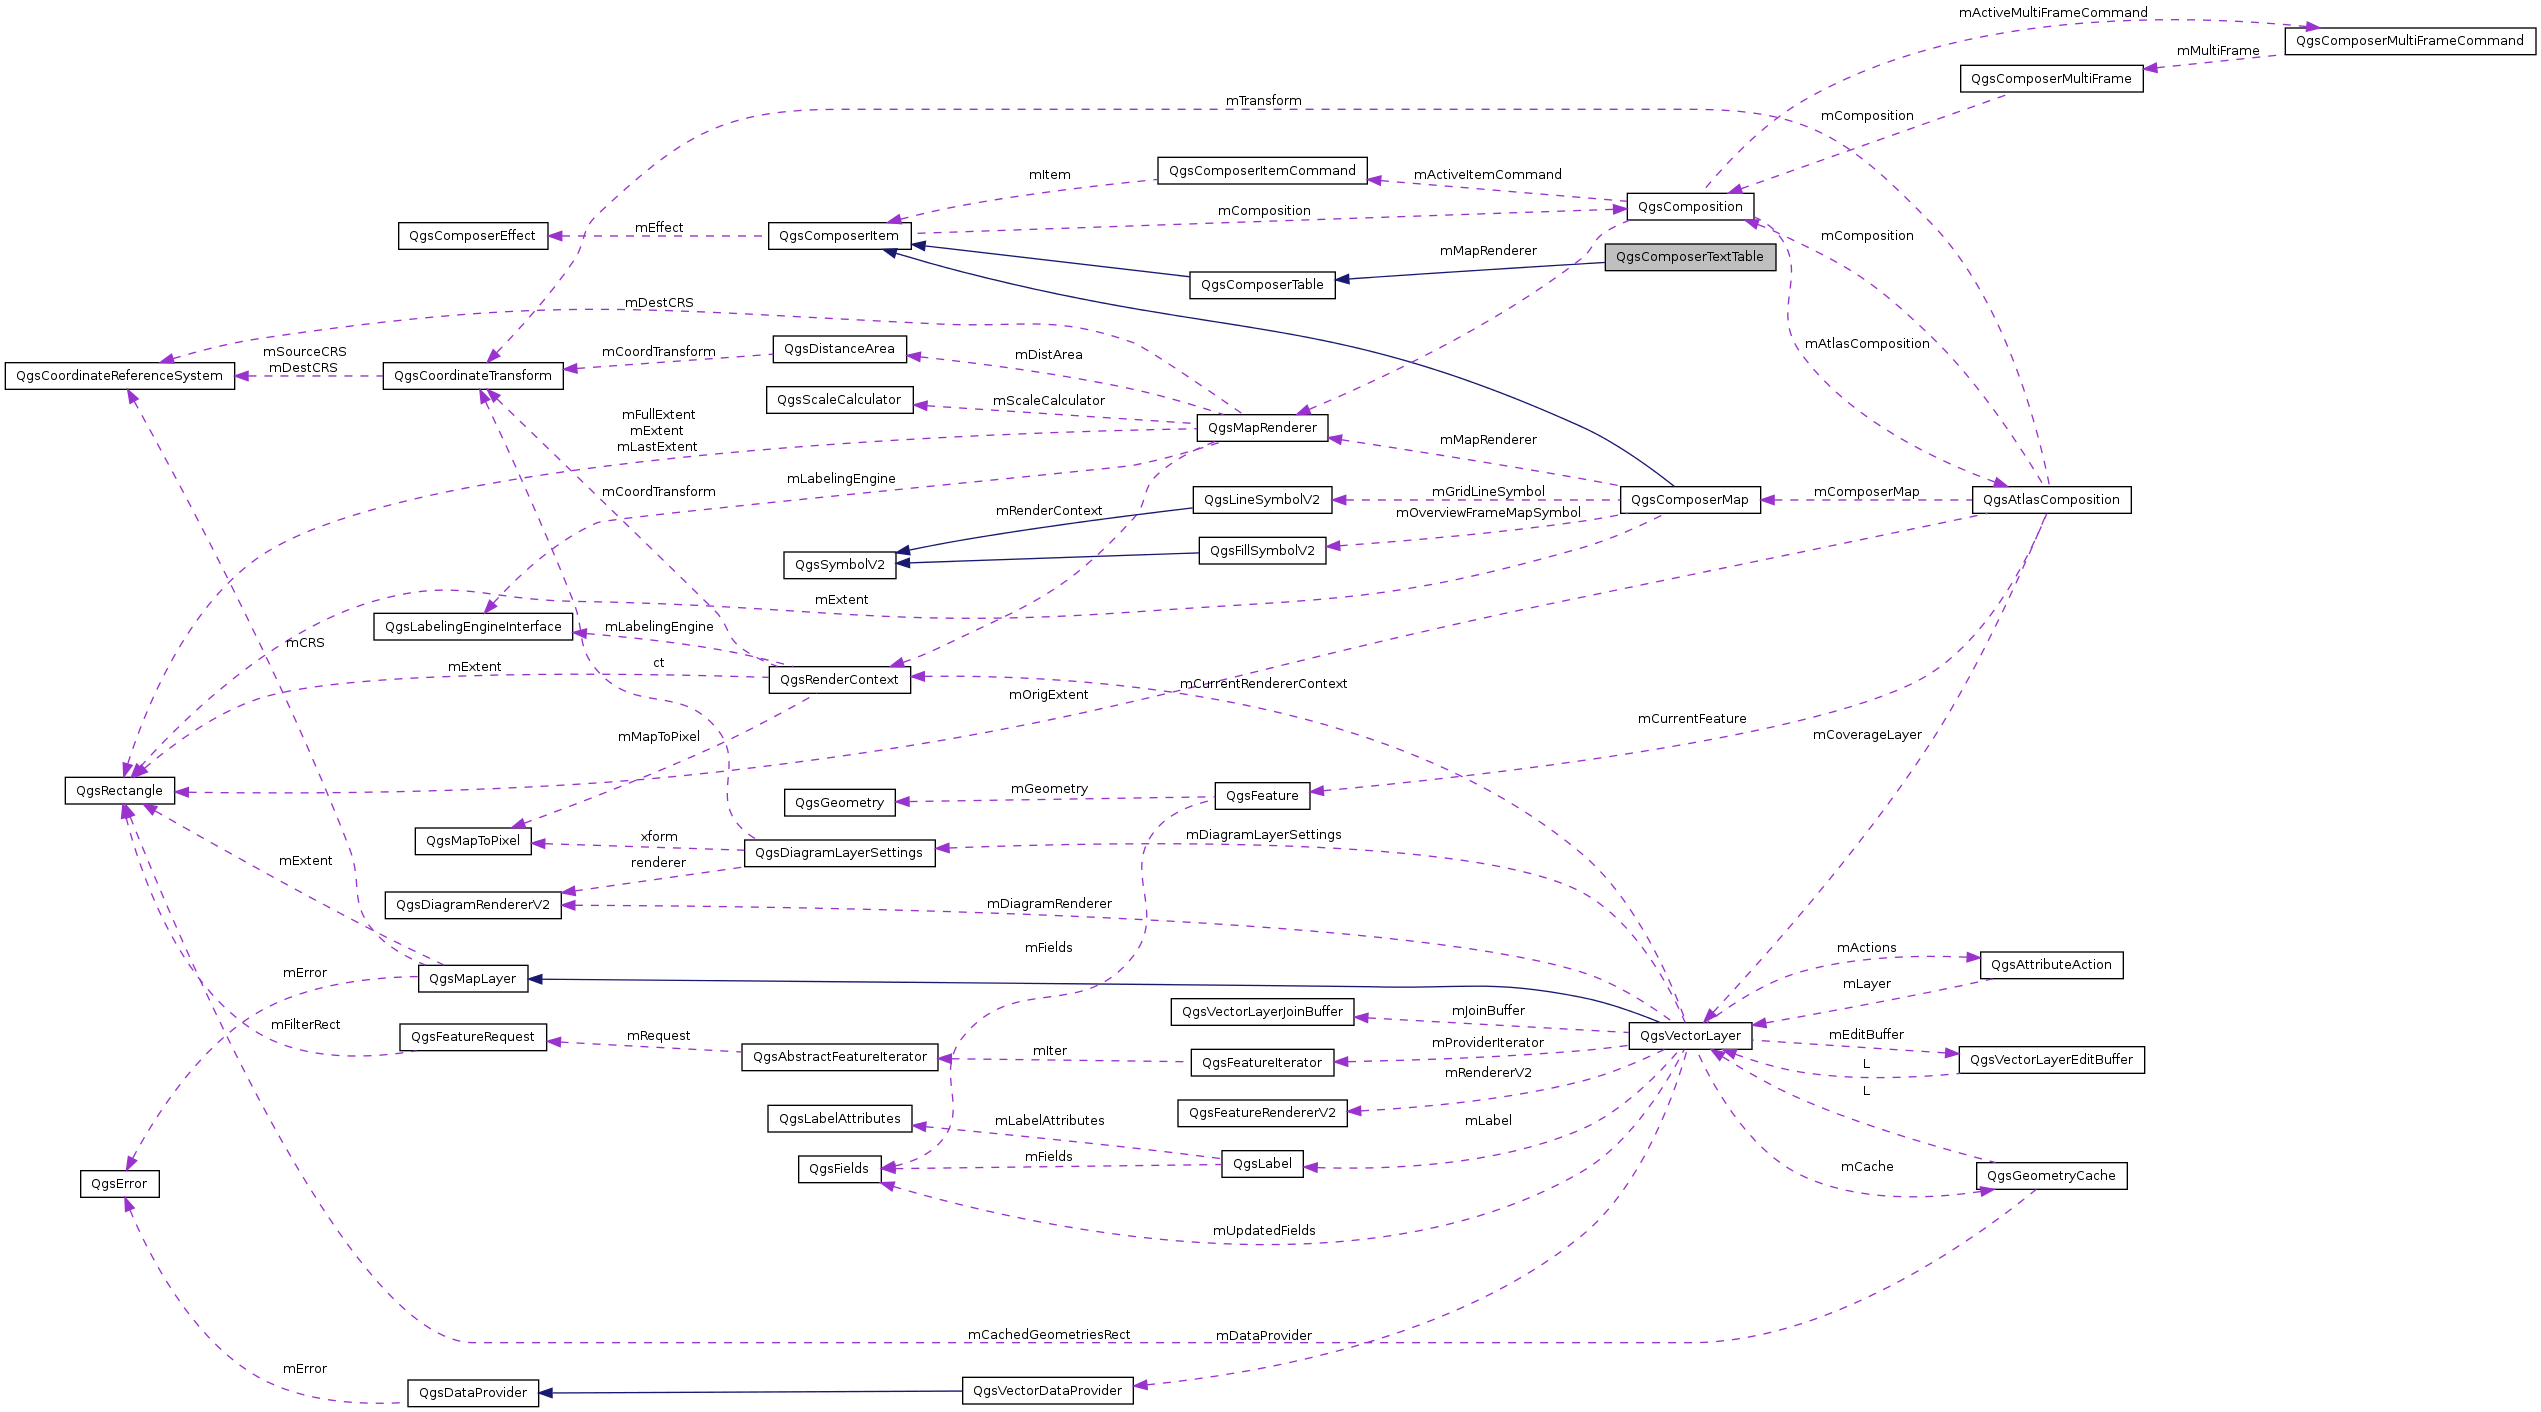 mActiveMultiFrameCommand
QgsComposerMultiFrameCommand
mMultiFrame
QgsComposerMultiFrame
mTransform
mComposition
QgsComposerItemCommand
mItem
mActiveItemCommand
QgsComposition
mComposition
QgsComposerEffect
mEffect
QgsComposerItem
mComposition
mMapRenderer
QgsComposerTextTable
QgsComposerTable
mDestCRS
mSourceCRS
mDestCRS
QgsCoordinateReferenceSystem
QgsCoordinateTransform
mCoordTransform
QgsDistanceArea
mDistArea
mAtlasComposition
QgsScaleCalculator
mScaleCalculator
mFullExtent
mExtent
mLastExtent
QgsMapRenderer
mMapRenderer
mLabelingEngine
mCoordTransform
QgsLineSymbolV2
mGridLineSymbol
QgsComposerMap
mComposerMap
QgsAtlasComposition
mRenderContext
mOverviewFrameMapSymbol
QgsFillSymbolV2
QgsSymbolV2
mExtent
QgsLabelingEngineInterface
mLabelingEngine
mCRS
mExtent
ct
QgsRenderContext
mOrigExtent
mCurrentRendererContext
mCurrentFeature
mCoverageLayer
mMapToPixel
QgsRectangle
QgsGeometry
mGeometry
QgsFeature
QgsMapToPixel
xform
QgsDiagramLayerSettings
mDiagramLayerSettings
mExtent
renderer
QgsDiagramRendererV2
mDiagramRenderer
mFields
mActions
QgsAttributeAction
mError
QgsMapLayer
mLayer
QgsVectorLayerJoinBuffer
mJoinBuffer
mFilterRect
QgsFeatureRequest
mRequest
QgsAbstractFeatureIterator
mIter
QgsFeatureIterator
mProviderIterator
QgsVectorLayer
mEditBuffer
QgsVectorLayerEditBuffer
L
mRendererV2
L
QgsFeatureRendererV2
QgsLabelAttributes
mLabelAttributes
mLabel
QgsFields
mFields
QgsLabel
mCache
QgsGeometryCache
QgsError
mUpdatedFields
mCachedGeometriesRect
mDataProvider
mError
QgsDataProvider
QgsVectorDataProvider